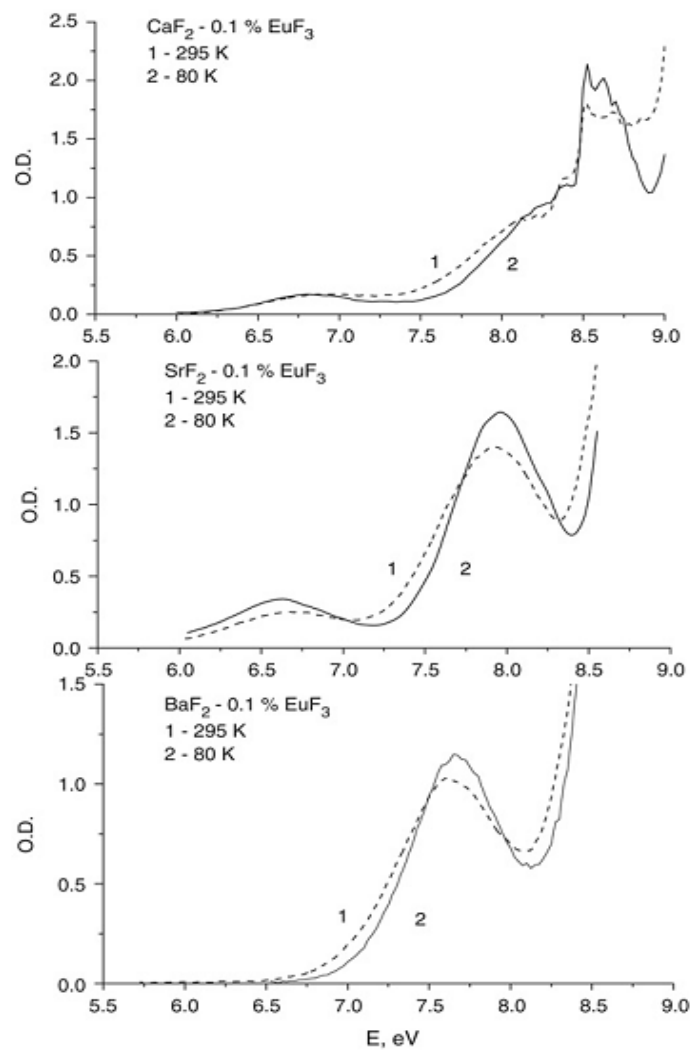 CaF2 - 0.1 % EuF3
1 - 295 K
2 - 80 K
O.D.
2.5
2.0
1.5
1.0
0.5
0.0
1
2
5.5 6.0 6.5 7.0 7.5 8.0 8.5 9.0
SrF2 - 0.1 % EuF3
1 - 295 K
2 - 80 K
O.D.
2.0
1.5
1.0
0.5
0.0
1
2
5.5 6.0 6.5 7.0 7.5 8.0 8.5 9.0
BaF2 - 0.1 % EuF3
1 - 295 K
2 - 80 K
O.D.
1.5
1.0
0.5
0.0
1
2
5.5 6.0 6.5 7.0 7.5 8.0 8.5 9.0
E, eV